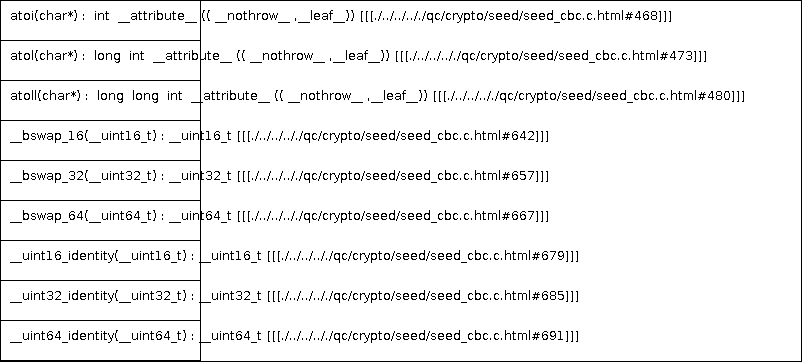 atoi(char*) : int __attribute__ (( __nothrow__ ,__leaf__)) [[[./../../../qc/crypto/seed/seed_cbc.c.html#468]]]
atol(char*) : long int __attribute__ (( __nothrow__ ,__leaf__)) [[[./../../../qc/crypto/seed/seed_cbc.c.html#473]]]
atoll(char*) : long long int __attribute__ (( __nothrow__ ,__leaf__)) [[[./../../../qc/crypto/seed/seed_cbc.c.html#480]]]
__bswap_16(__uint16_t) : __uint16_t [[[./../../../qc/crypto/seed/seed_cbc.c.html#642]]]
__bswap_32(__uint32_t) : __uint32_t [[[./../../../qc/crypto/seed/seed_cbc.c.html#657]]]
__bswap_64(__uint64_t) : __uint64_t [[[./../../../qc/crypto/seed/seed_cbc.c.html#667]]]
__uint16_identity(__uint16_t) : __uint16_t [[[./../../../qc/crypto/seed/seed_cbc.c.html#679]]]
__uint32_identity(__uint32_t) : __uint32_t [[[./../../../qc/crypto/seed/seed_cbc.c.html#685]]]
__uint64_identity(__uint64_t) : __uint64_t [[[./../../../qc/crypto/seed/seed_cbc.c.html#691]]]